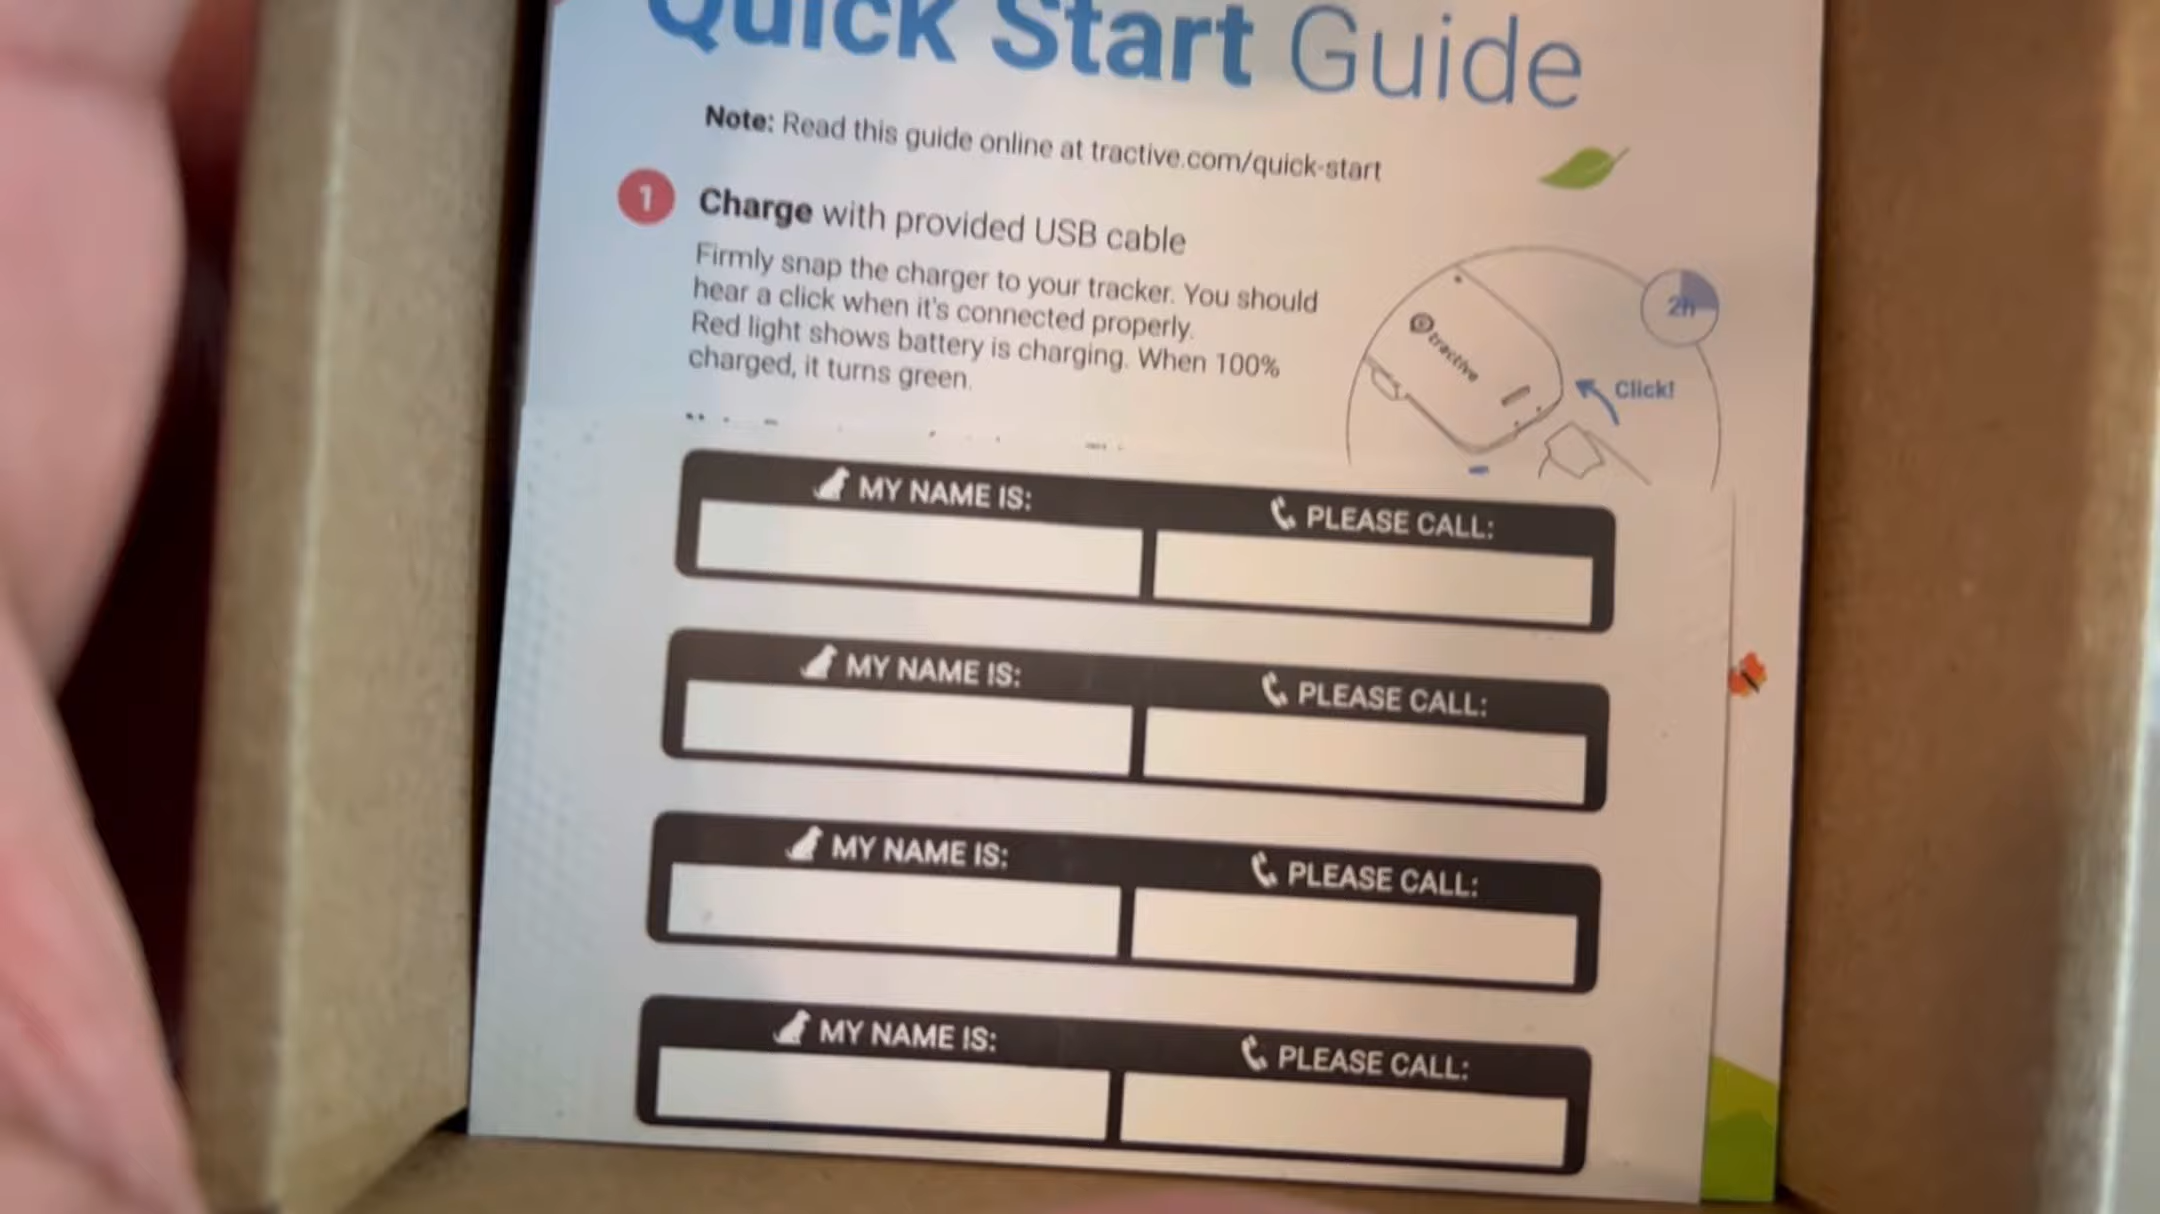 Quick Start Guide
Note: Read this guide online at tractive.com/quick-start
1
Charge with provided USB cable
Firmly snap the charger to your tracker. You should
hear a click when it's connected properly.
Red light shows battery is charging. When 100%
charged, it turns green.
2h
tractive
Click!
MY NAME IS: PLEASE CALL:
MY NAME IS: PLEASE CALL:
MY NAME IS: PLEASE CALL:
MY NAME IS: PLEASE CALL: